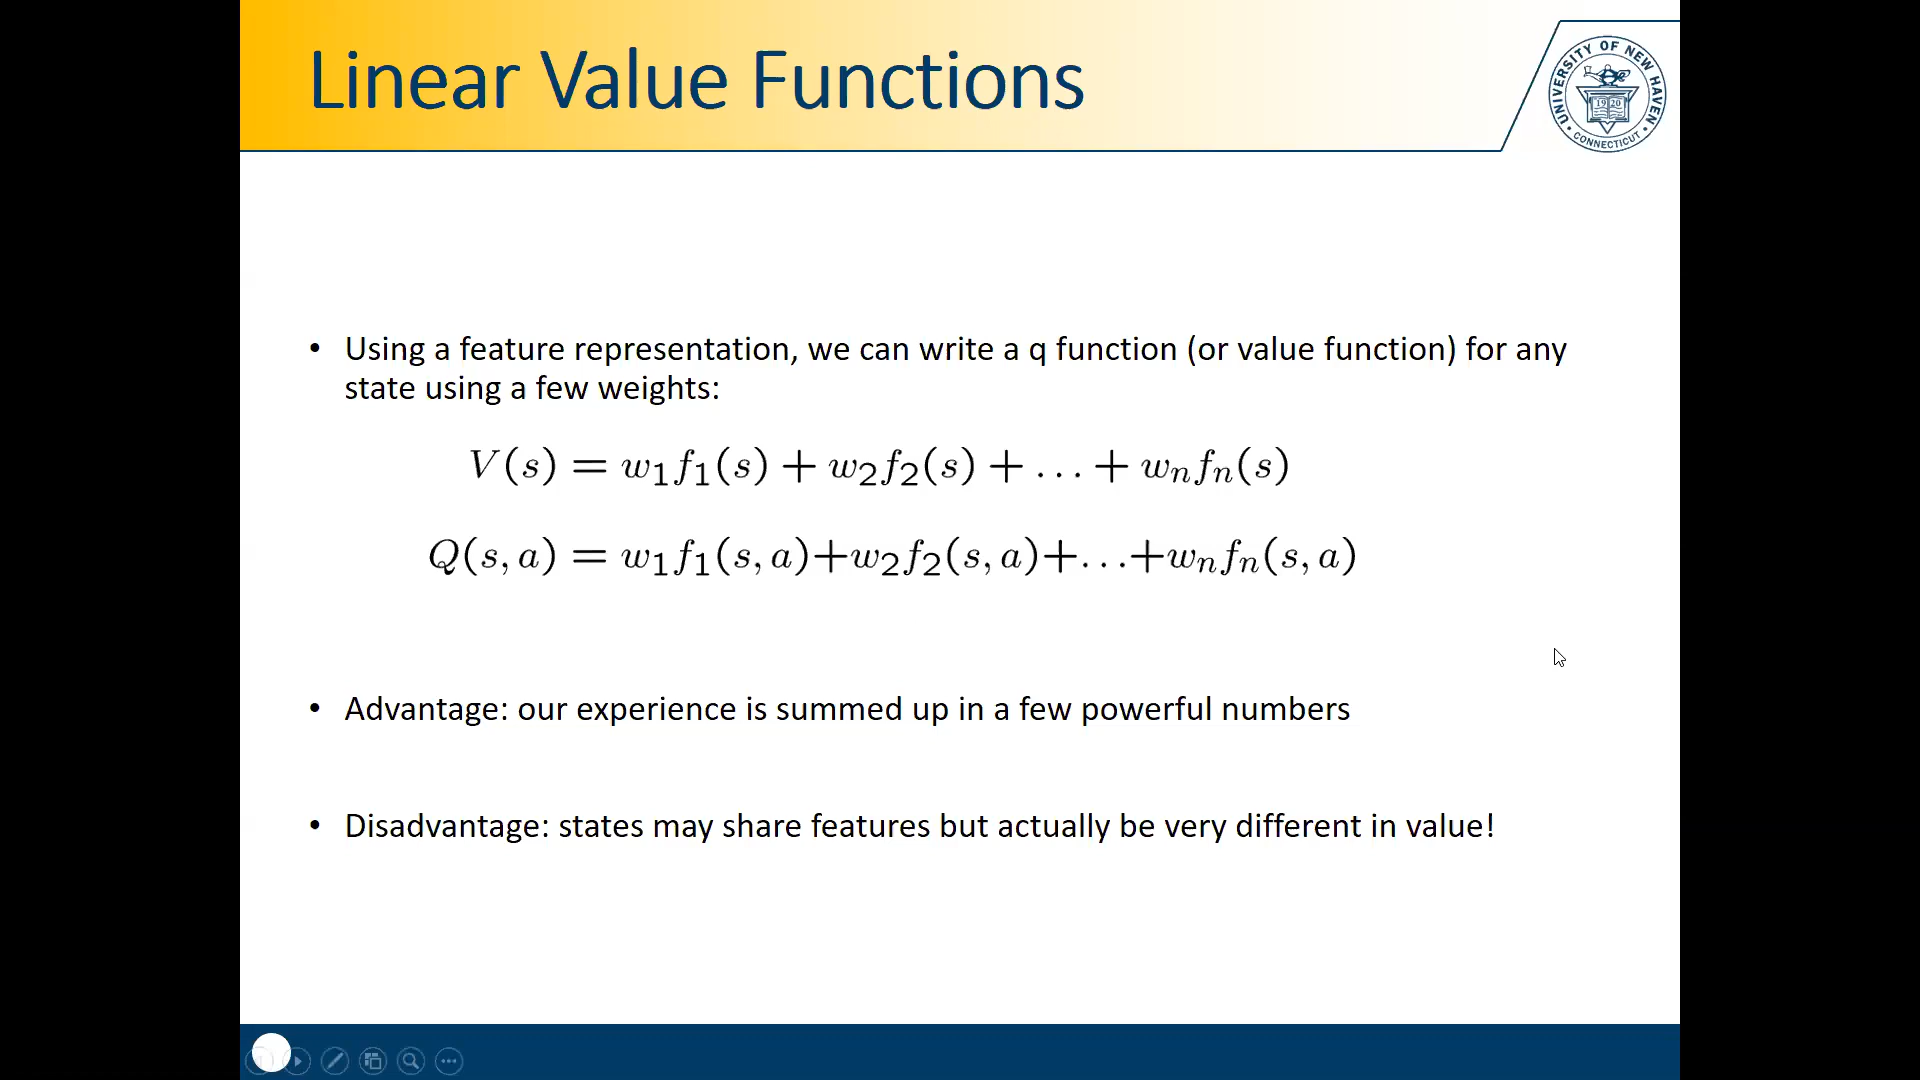 Linear Value Functions
UNIVERSITY OF NEW HAVEN
1920
CONNECTICUT
• Using a feature representation, we can write a q function (or value function) for any
state using a few weights:
V(s) = w₁f₁(s) + w₂f₂(s) + … + wₙfₙ(s)
Q(s, a) = w₁f₁(s, a)+w₂f₂(s, a)+…+wₙfₙ(s, a)
• Advantage: our experience is summed up in a few powerful numbers
• Disadvantage: states may share features but actually be very different in value!